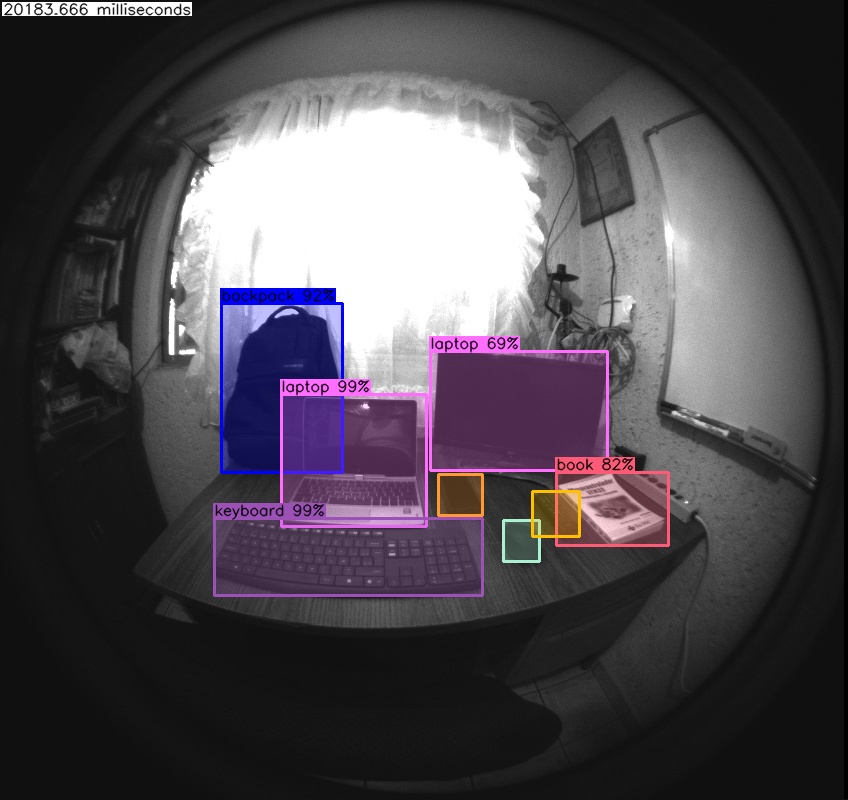 20183.666 milliseconds
backpack 92%
laptop 69%
laptop 99%
book 82%
keyboard 99%